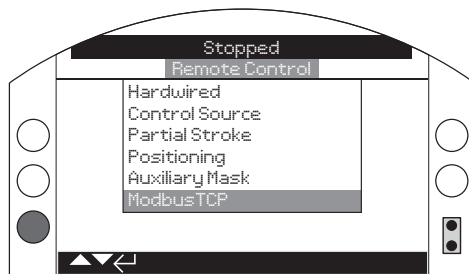 Stopped
Remote Control
Hardwired
Control Source
Partial Stroke
Positioning
Auxiliary Mask
ModbusTCP